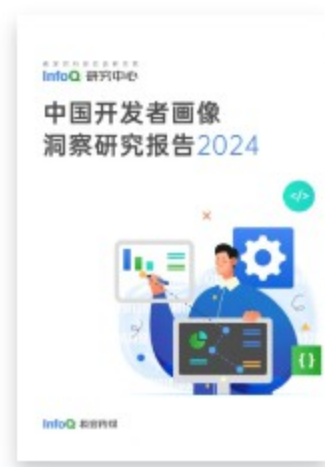 InfoQ 研究中心
中国开发者画像
洞察研究报告2024
</>
{}
InfoQ 极客传媒